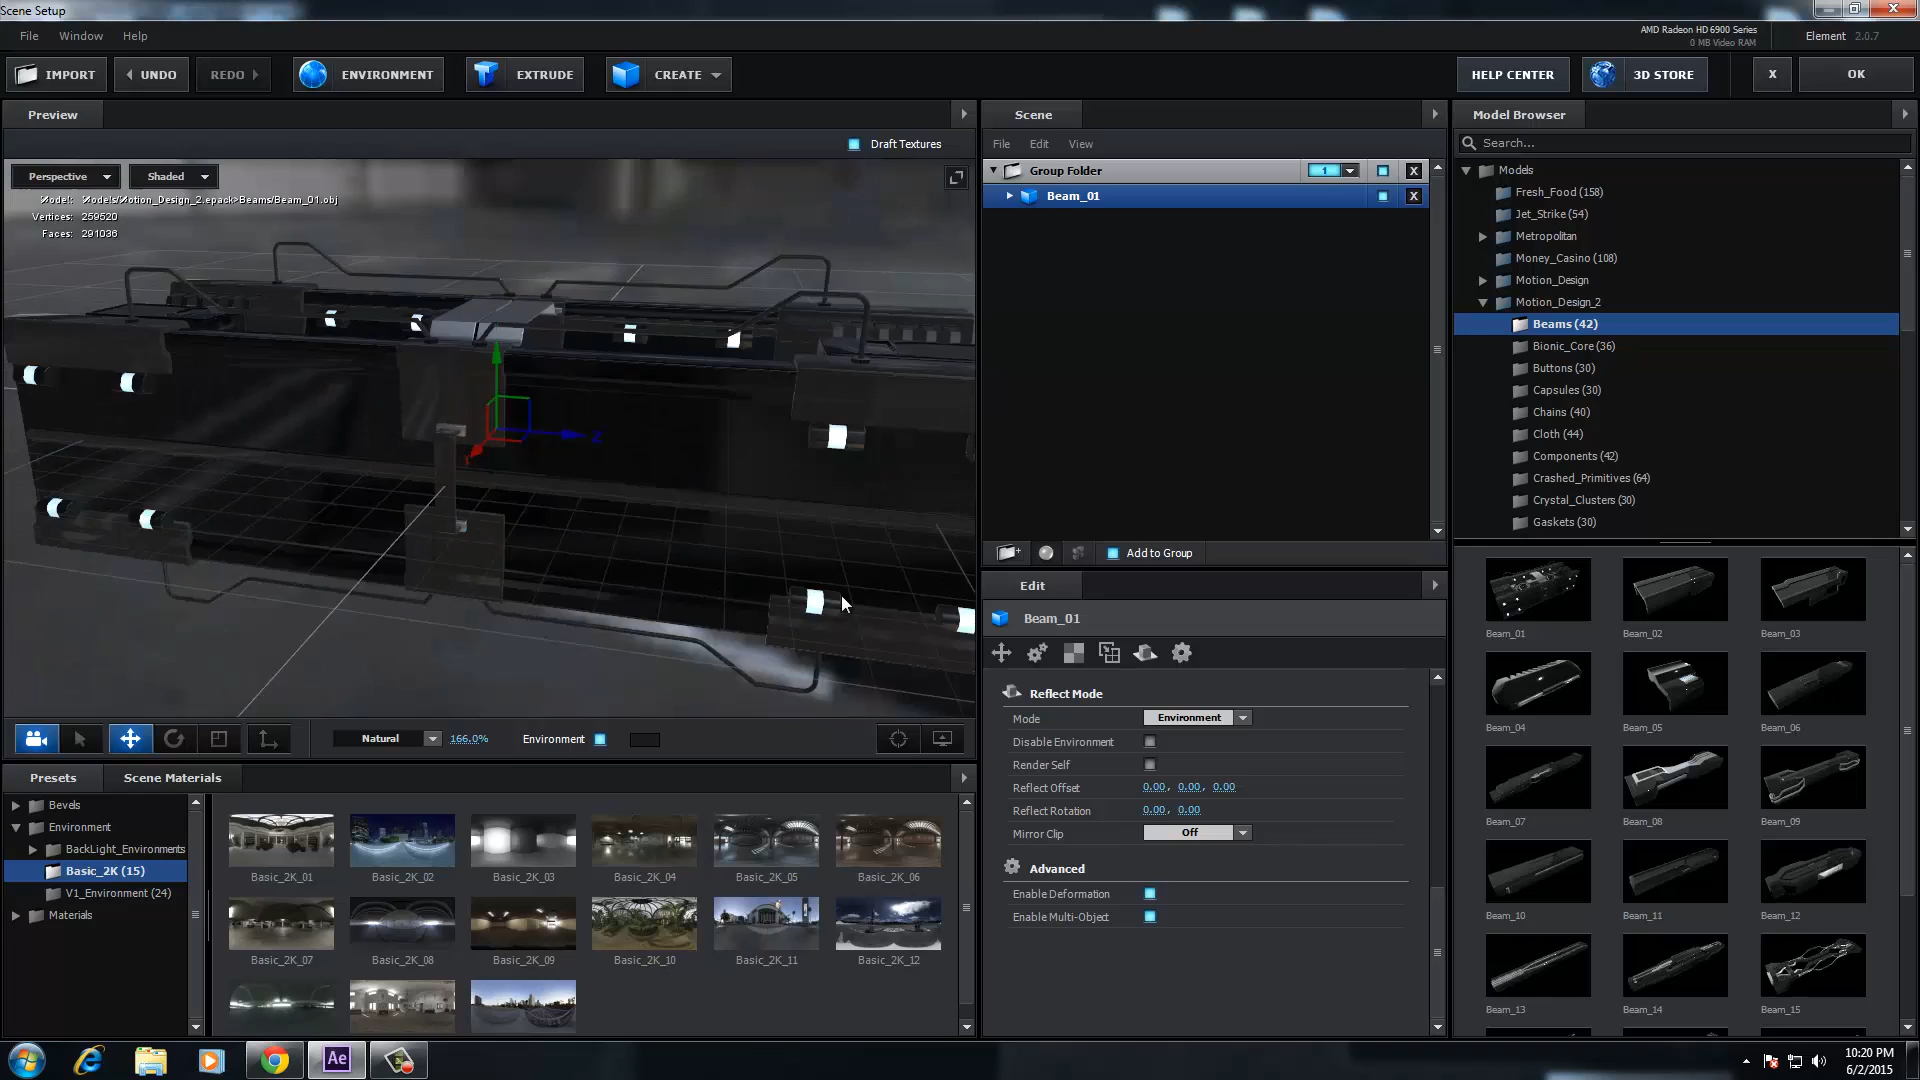 Scene Setup
File Window Help
AMD Radeon HD 6900 Series
0 MB Video RAM
Element 2.0.7
IMPORT UNDO REDO ENVIRONMENT EXTRUDE CREATE HELP CENTER 3D STORE X OK
Preview
Draft Textures
Perspective Shaded
Model: Models/Motion_Design_2.epack>Beams/Beam_01.obj
Vertices: 259520
Faces: 291036
Z
Natural 166.0% Environment
Scene
File Edit View
Group Folder 1 X
Beam_01 X
Add to Group
Edit
Beam_01
Reflect Mode
Mode Environment
Disable Environment
Render Self
Reflect Offset 0.00, 0.00, 0.00
Reflect Rotation 0.00, 0.00
Mirror Clip Off
Advanced
Enable Deformation
Enable Multi-Object
Model Browser
Search...
Models
Fresh_Food (158)
Jet_Strike (54)
Metropolitan
Money_Casino (108)
Motion_Design
Motion_Design_2
Beams (42)
Bionic_Core (36)
Buttons (30)
Capsules (30)
Chains (40)
Cloth (44)
Components (42)
Crashed_Primitives (64)
Crystal_Clusters (30)
Gaskets (30)
Beam_01 Beam_02 Beam_03
Beam_04 Beam_05 Beam_06
Beam_07 Beam_08 Beam_09
Beam_10 Beam_11 Beam_12
Beam_13 Beam_14 Beam_15
Presets Scene Materials
Bevels
Environment
BackLight_Environments
Basic_2K (15)
V1_Environment (24)
Materials
Basic_2K_01 Basic_2K_02 Basic_2K_03 Basic_2K_04 Basic_2K_05 Basic_2K_06
Basic_2K_07 Basic_2K_08 Basic_2K_09 Basic_2K_10 Basic_2K_11 Basic_2K_12
Ae
10:20 PM
6/2/2015